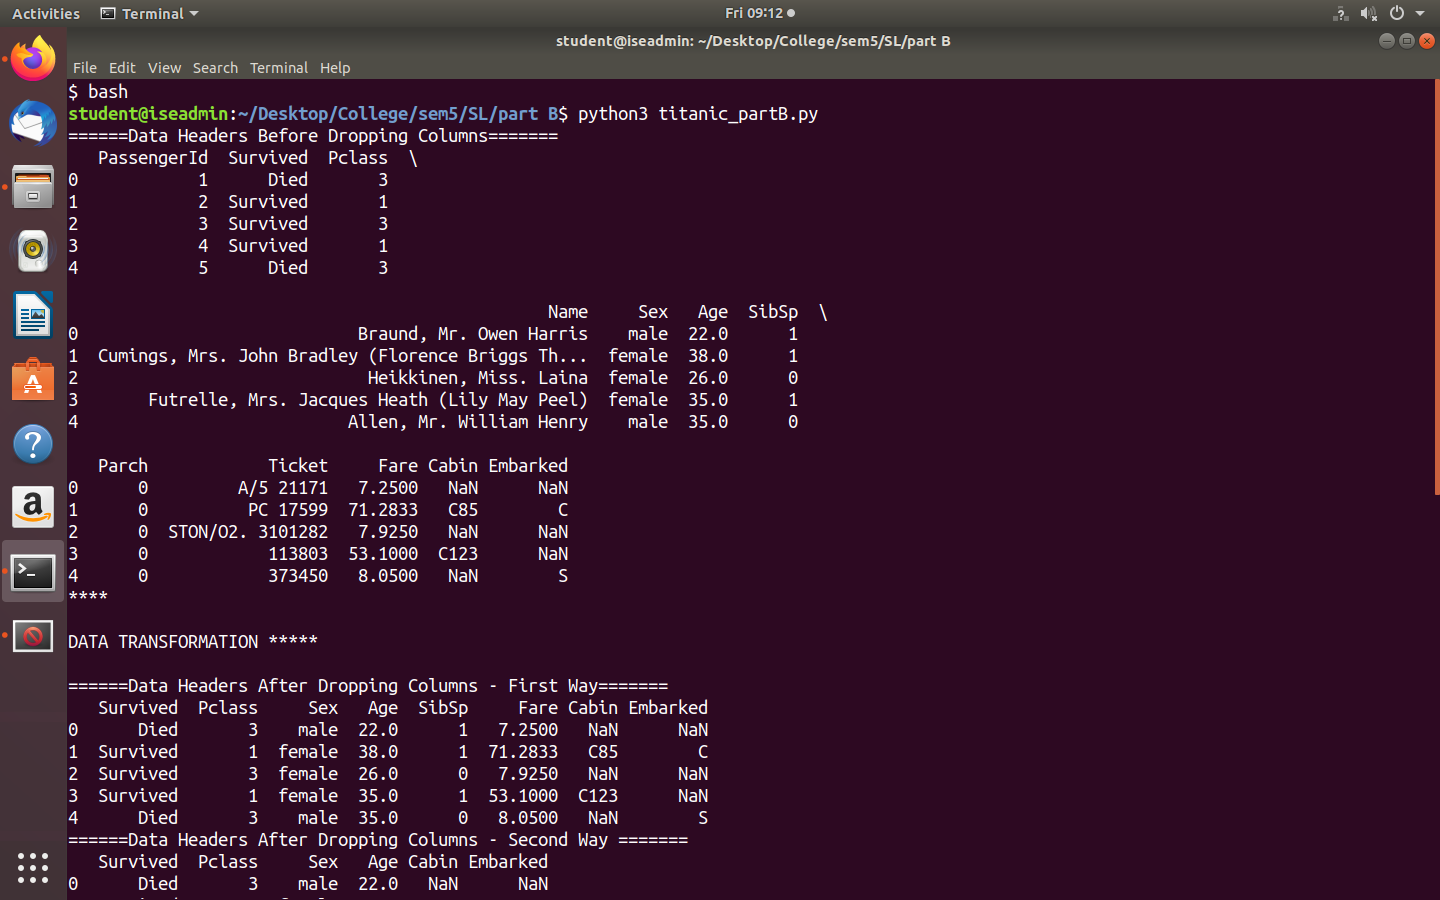 Activities Terminal Fri 09:12
student@iseadmin: ~/Desktop/College/sem5/SL/part B
File Edit View Search Terminal Help
$ bash
student@iseadmin:~/Desktop/College/sem5/SL/part B$ python3 titanic_partB.py
======Data Headers Before Dropping Columns=======
   PassengerId  Survived  Pclass  \
0            1      Died       3
1            2  Survived       1
2            3  Survived       3
3            4  Survived       1
4            5      Died       3
                                                Name     Sex   Age  SibSp  \
0                            Braund, Mr. Owen Harris    male  22.0      1
1  Cumings, Mrs. John Bradley (Florence Briggs Th...  female  38.0      1
2                             Heikkinen, Miss. Laina  female  26.0      0
3       Futrelle, Mrs. Jacques Heath (Lily May Peel)  female  35.0      1
4                           Allen, Mr. William Henry    male  35.0      0
   Parch            Ticket     Fare Cabin Embarked
0      0         A/5 21171   7.2500   NaN      NaN
1      0          PC 17599  71.2833   C85        C
2      0  STON/O2. 3101282   7.9250   NaN      NaN
3      0            113803  53.1000  C123      NaN
4      0            373450   8.0500   NaN        S
****
DATA TRANSFORMATION *****
======Data Headers After Dropping Columns - First Way=======
   Survived  Pclass     Sex   Age  SibSp     Fare Cabin Embarked
0      Died       3    male  22.0      1   7.2500   NaN      NaN
1  Survived       1  female  38.0      1  71.2833   C85        C
2  Survived       3  female  26.0      0   7.9250   NaN      NaN
3  Survived       1  female  35.0      1  53.1000  C123      NaN
4      Died       3    male  35.0      0   8.0500   NaN        S
======Data Headers After Dropping Columns - Second Way =======
   Survived  Pclass     Sex   Age Cabin Embarked
0      Died       3    male  22.0   NaN      NaN